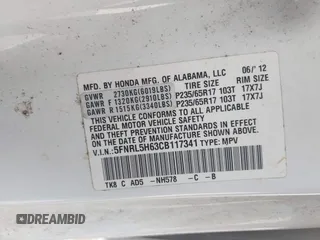 MFD. BY HONDA MFG. OF ALABAMA, LLC 06/12
GVWR 2730KG(6019LBS) TIRE SIZE RIM SIZE
GAWR F 1320KG(2910LBS) P235/65R17 103T 17X7J
GAWR R 1515KG(3340LBS) P235/65R17 103T 17X7J
THIS VEHICLE CONFORMS TO ALL APPLICABLE
FEDERAL MOTOR VEHICLE SAFETY AND
THEFT PREVENTION STANDARDS IN EFFECT
ON THE DATE OF MANUFACTURE SHOWN ABOVE.
V.I.N.:5FNRL5H63CB117341 TYPE: MPV
TK8 C AD5 -NH578 -C -B